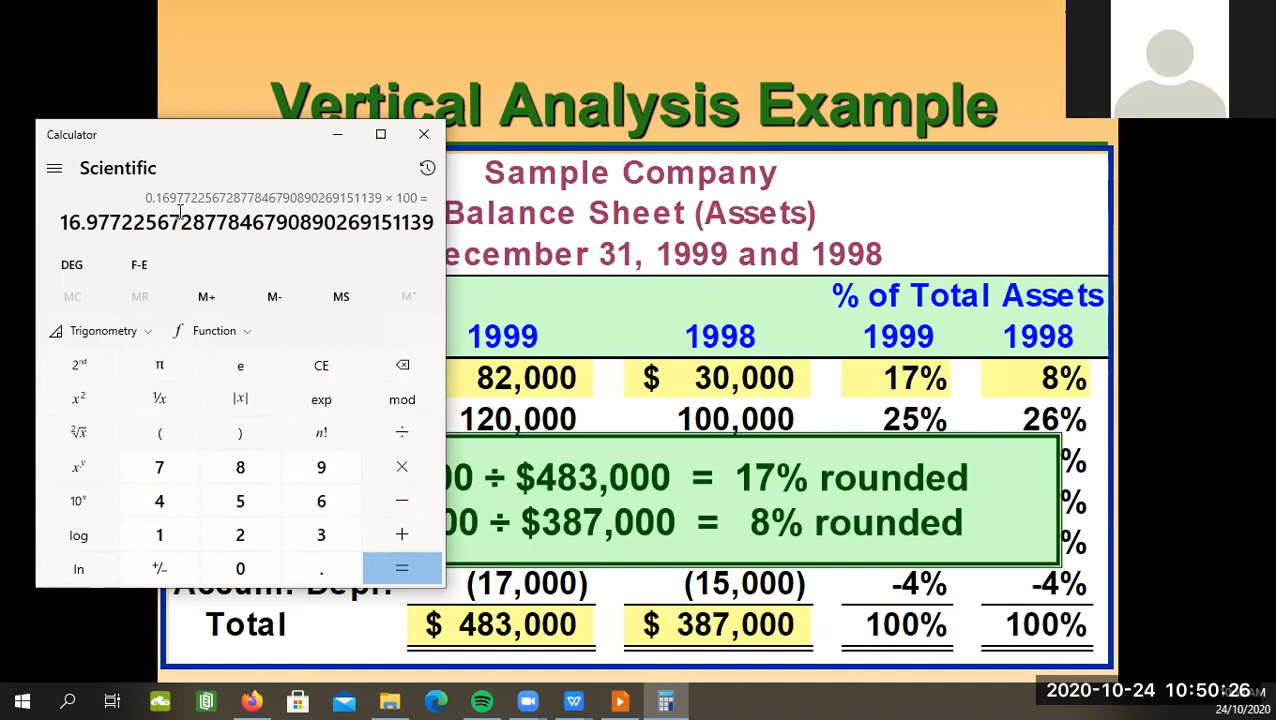 Vertical Analysis Example
Calculator
Scientific
0.16977225672877846790890269151139 × 100 =
16.977225672877846790890269151139
DEG
F-E
MC
MR
M+
M-
MS
Trigonometry
f Function
2nd
π
e
CE
x²
¹/x
|x|
exp
mod
²√x
(
)
n!
÷
xʸ
7
8
9
×
10ˣ
4
5
6
−
log
1
2
3
+
ln
+/−
0
.
=
Sample Company
Balance Sheet (Assets)
ecember 31, 1999 and 1998
% of Total Assets
1999 1998 1999 1998
82,000 $ 30,000 17% 8%
120,000 100,000 25% 26%
%
00 ÷ $483,000 = 17% rounded
%
00 ÷ $387,000 = 8% rounded
%
Accum. Depr. (17,000) (15,000) -4% -4%
Total $ 483,000 $ 387,000 100% 100%
2020-10-24 10:50:26
24/10/2020